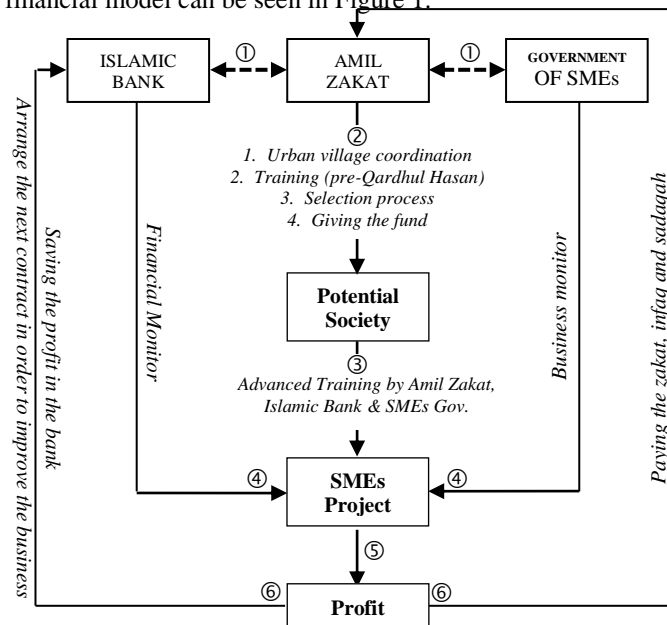 financial model can be seen in Figure 1.
① ①
ISLAMIC
BANK
AMIL
ZAKAT
GOVERNMENT
OF SMEs
②
1. Urban village coordination
2. Training (pre-Qardhul Hasan)
3. Selection process
4. Giving the fund
Potential
Society
③
Advanced Training by Amil Zakat,
Islamic Bank & SMEs Gov.
④ ④
SMEs
Project
⑤
⑥ ⑥
Profit
Arrange the next contract in order to improve the business
Saving the profit in the bank
Financial Monitor
Business monitor
Paying the zakat, infaq and sadaqah